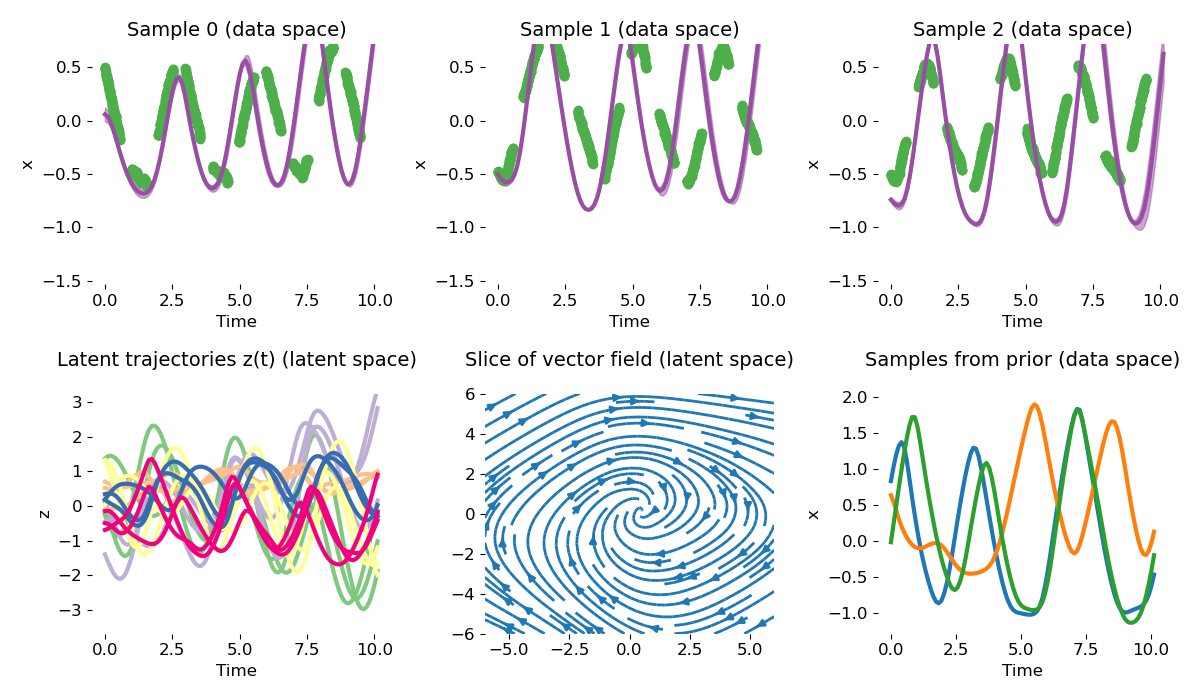 Sample 0 (data space)
Sample 1 (data space)
Sample 2 (data space)
0.5
0.0
−0.5
−1.0
−1.5
x
0.0 2.5 5.0 7.5 10.0
Time
0.5
0.0
−0.5
−1.0
−1.5
x
0.0 2.5 5.0 7.5 10.0
Time
0.5
0.0
−0.5
−1.0
−1.5
x
0.0 2.5 5.0 7.5 10.0
Time
Latent trajectories z(t) (latent space)
Slice of vector field (latent space)
Samples from prior (data space)
3
2
1
0
−1
−2
−3
z
0.0 2.5 5.0 7.5 10.0
Time
6
4
2
0
−2
−4
−6
−5.0 −2.5 0.0 2.5 5.0
2.0
1.5
1.0
0.5
0.0
−0.5
−1.0
x
0.0 2.5 5.0 7.5 10.0
Time